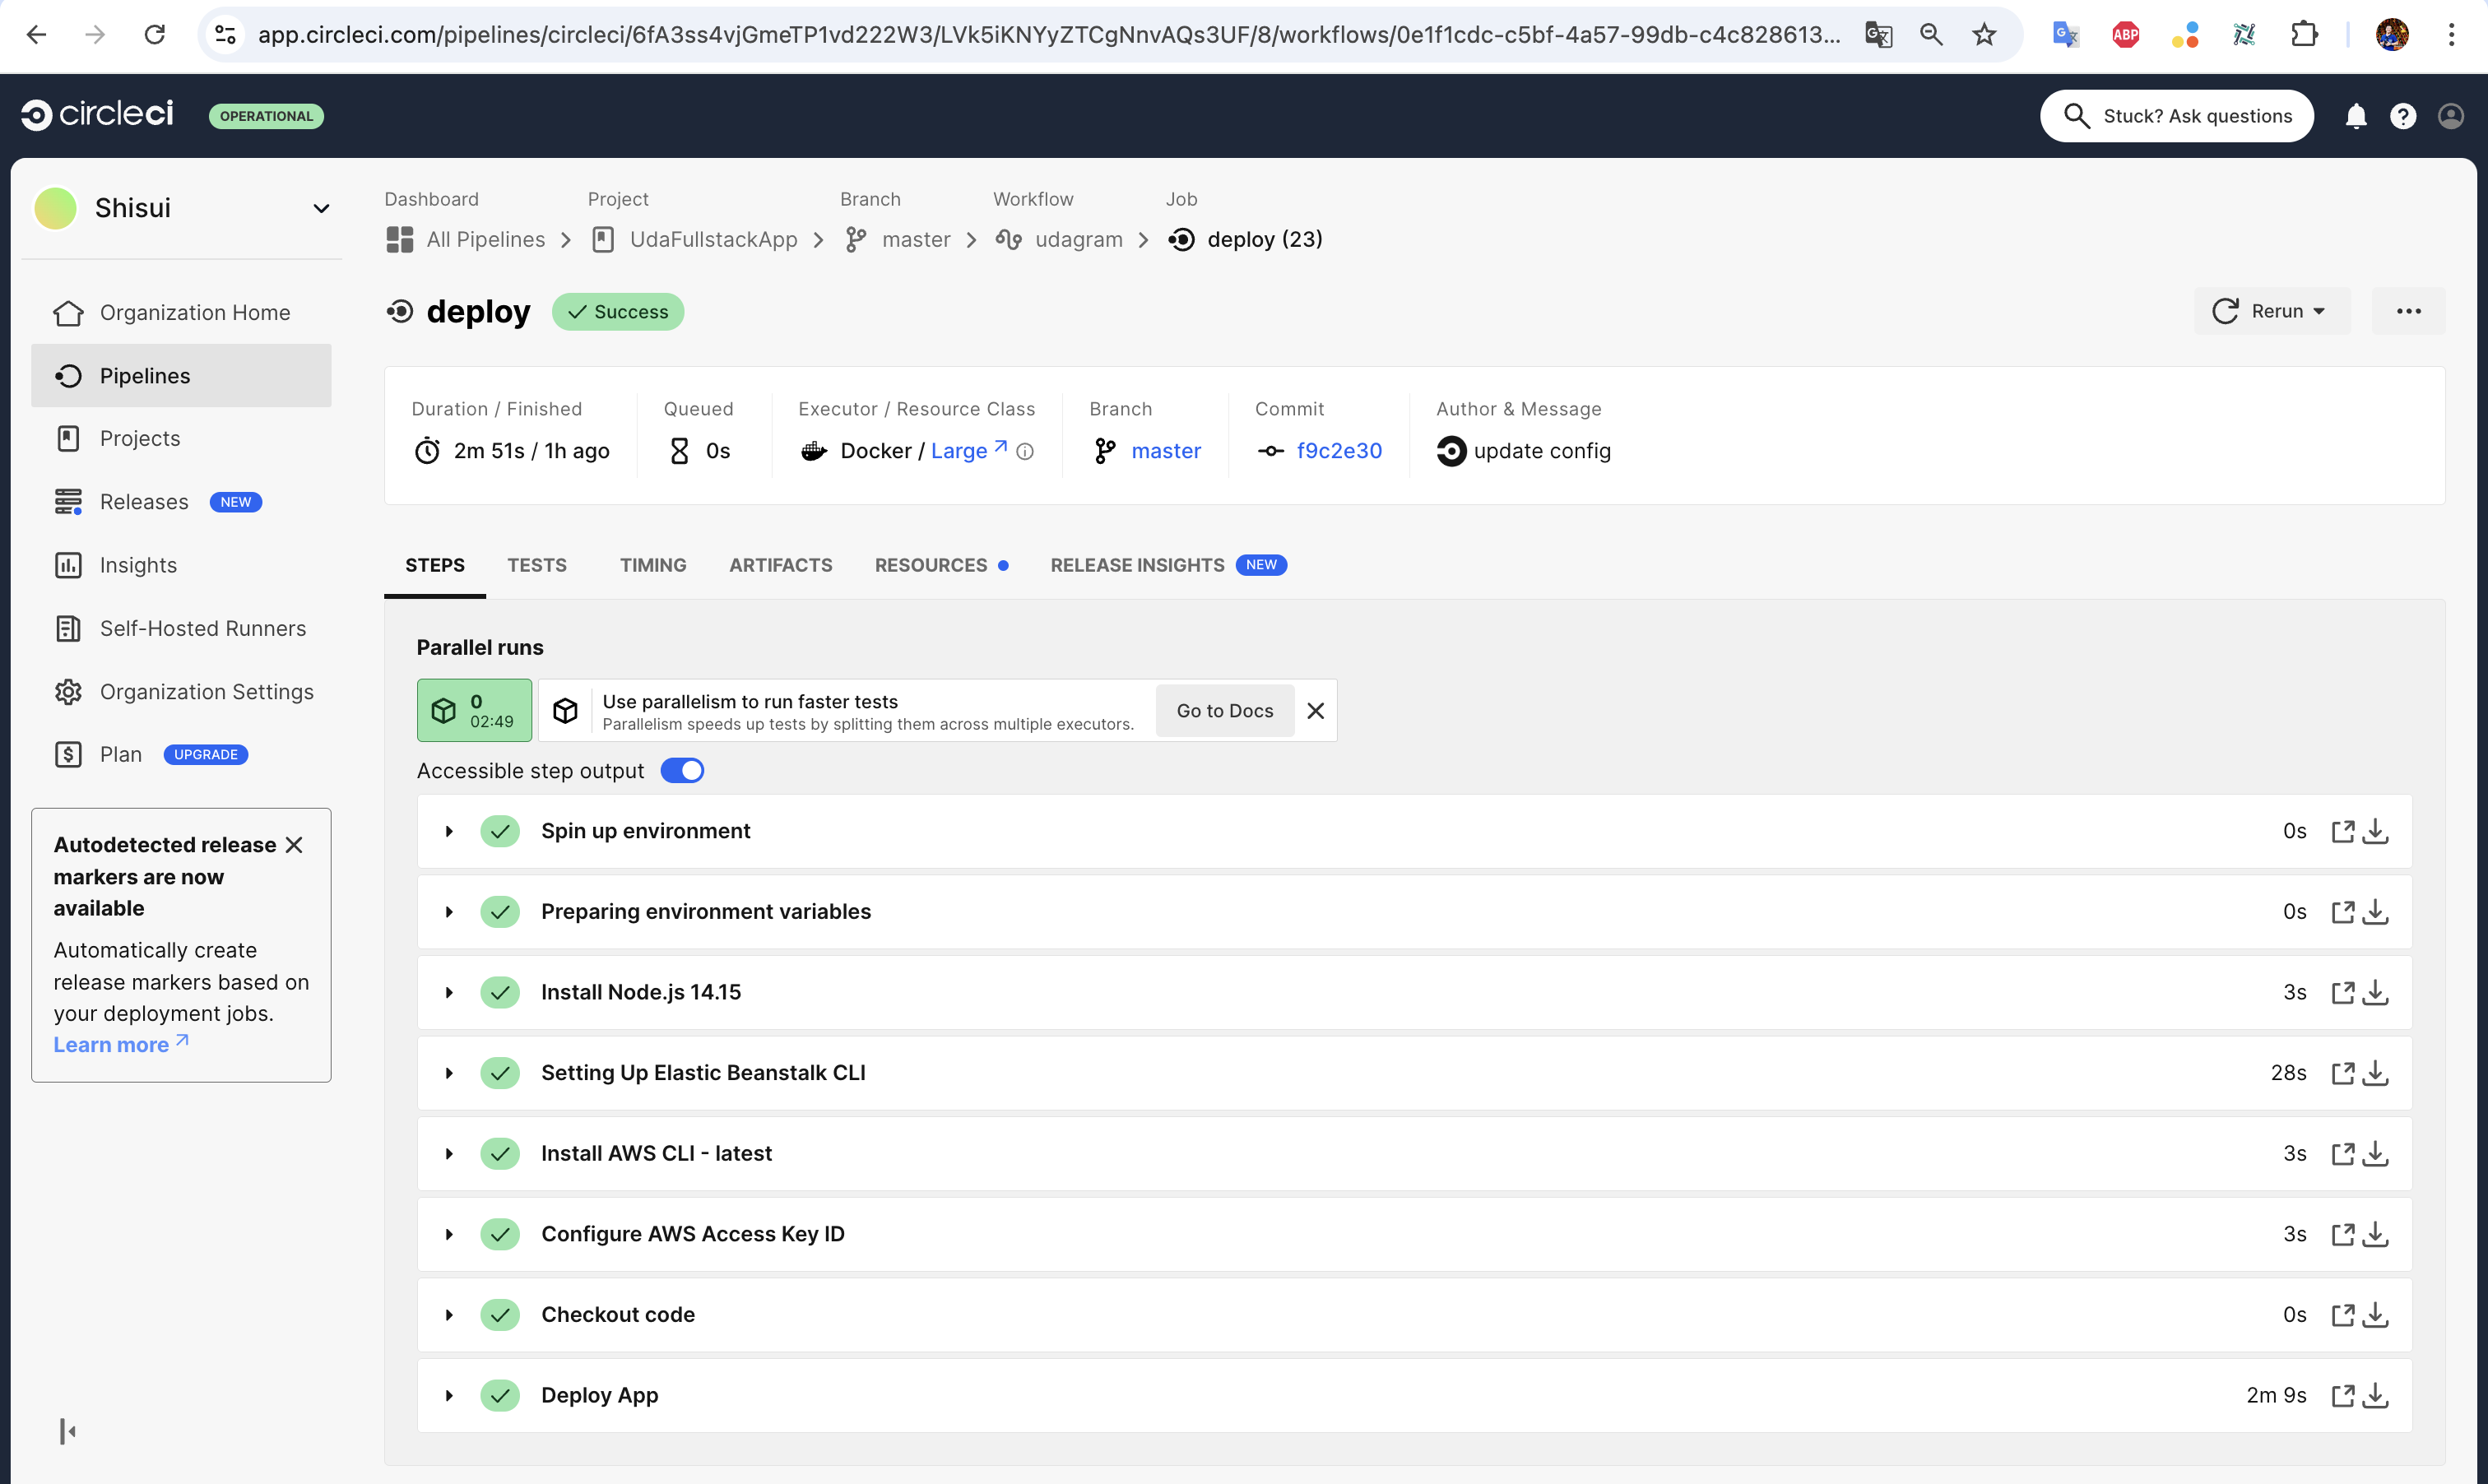 app.circleci.com/pipelines/circleci/6fA3ss4vjGmeTP1vd222W3/LVk5iKNYyZTCgNnvAQs3UF/8/workflows/0e1f1cdc-c5bf-4a57-99db-c4c828613...
ABP
circleci
OPERATIONAL
Stuck? Ask questions
Shisui
Organization Home
Pipelines
Projects
Releases NEW
Insights
Self-Hosted Runners
Organization Settings
Plan UPGRADE
Autodetected release
markers are now
available
Automatically create
release markers based on
your deployment jobs.
Learn more
Dashboard Project Branch Workflow Job
All Pipelines UdaFullstackApp master udagram deploy (23)
deploy Success
Rerun
Duration / Finished Queued Executor / Resource Class Branch Commit Author & Message
2m 51s / 1h ago 0s Docker / Large master f9c2e30 update config
STEPS TESTS TIMING ARTIFACTS RESOURCES RELEASE INSIGHTS NEW
Parallel runs
0
02:49
Use parallelism to run faster tests
Parallelism speeds up tests by splitting them across multiple executors.
Go to Docs
Accessible step output
Spin up environment 0s
Preparing environment variables 0s
Install Node.js 14.15 3s
Setting Up Elastic Beanstalk CLI 28s
Install AWS CLI - latest 3s
Configure AWS Access Key ID 3s
Checkout code 0s
Deploy App 2m 9s